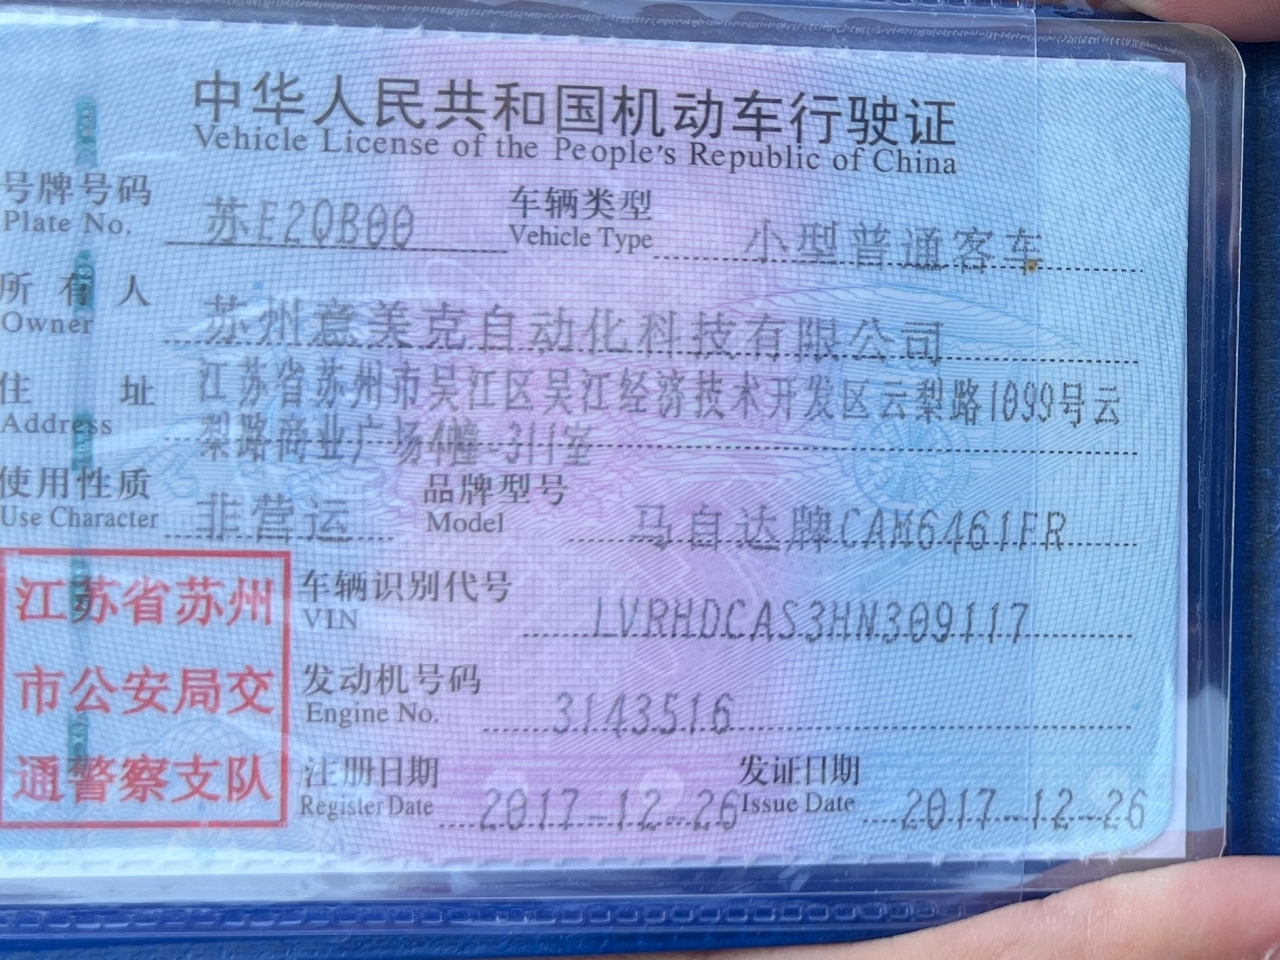 中华人民共和国机动车行驶证
Vehicle License of the People's Republic of China
号牌号码 苏E2QB00 车辆类型 小型普通客车
Plate No. Vehicle Type
所有人 苏州意美克自动化科技有限公司
Owner
住址 江苏省苏州市吴江区吴江经济技术开发区云梨路1099号云
Address 梨路商业广场4幢-311室
使用性质 非营运 品牌型号 马自达牌CAM6461FR
Use Character Model
车辆识别代号 LVRHDCAS3HN309117
VIN
发动机号码 3143516
Engine No.
注册日期 2017-12-26 发证日期 2017-12-26
Register Date Issue Date
江苏省苏州
市公安局交
通警察支队